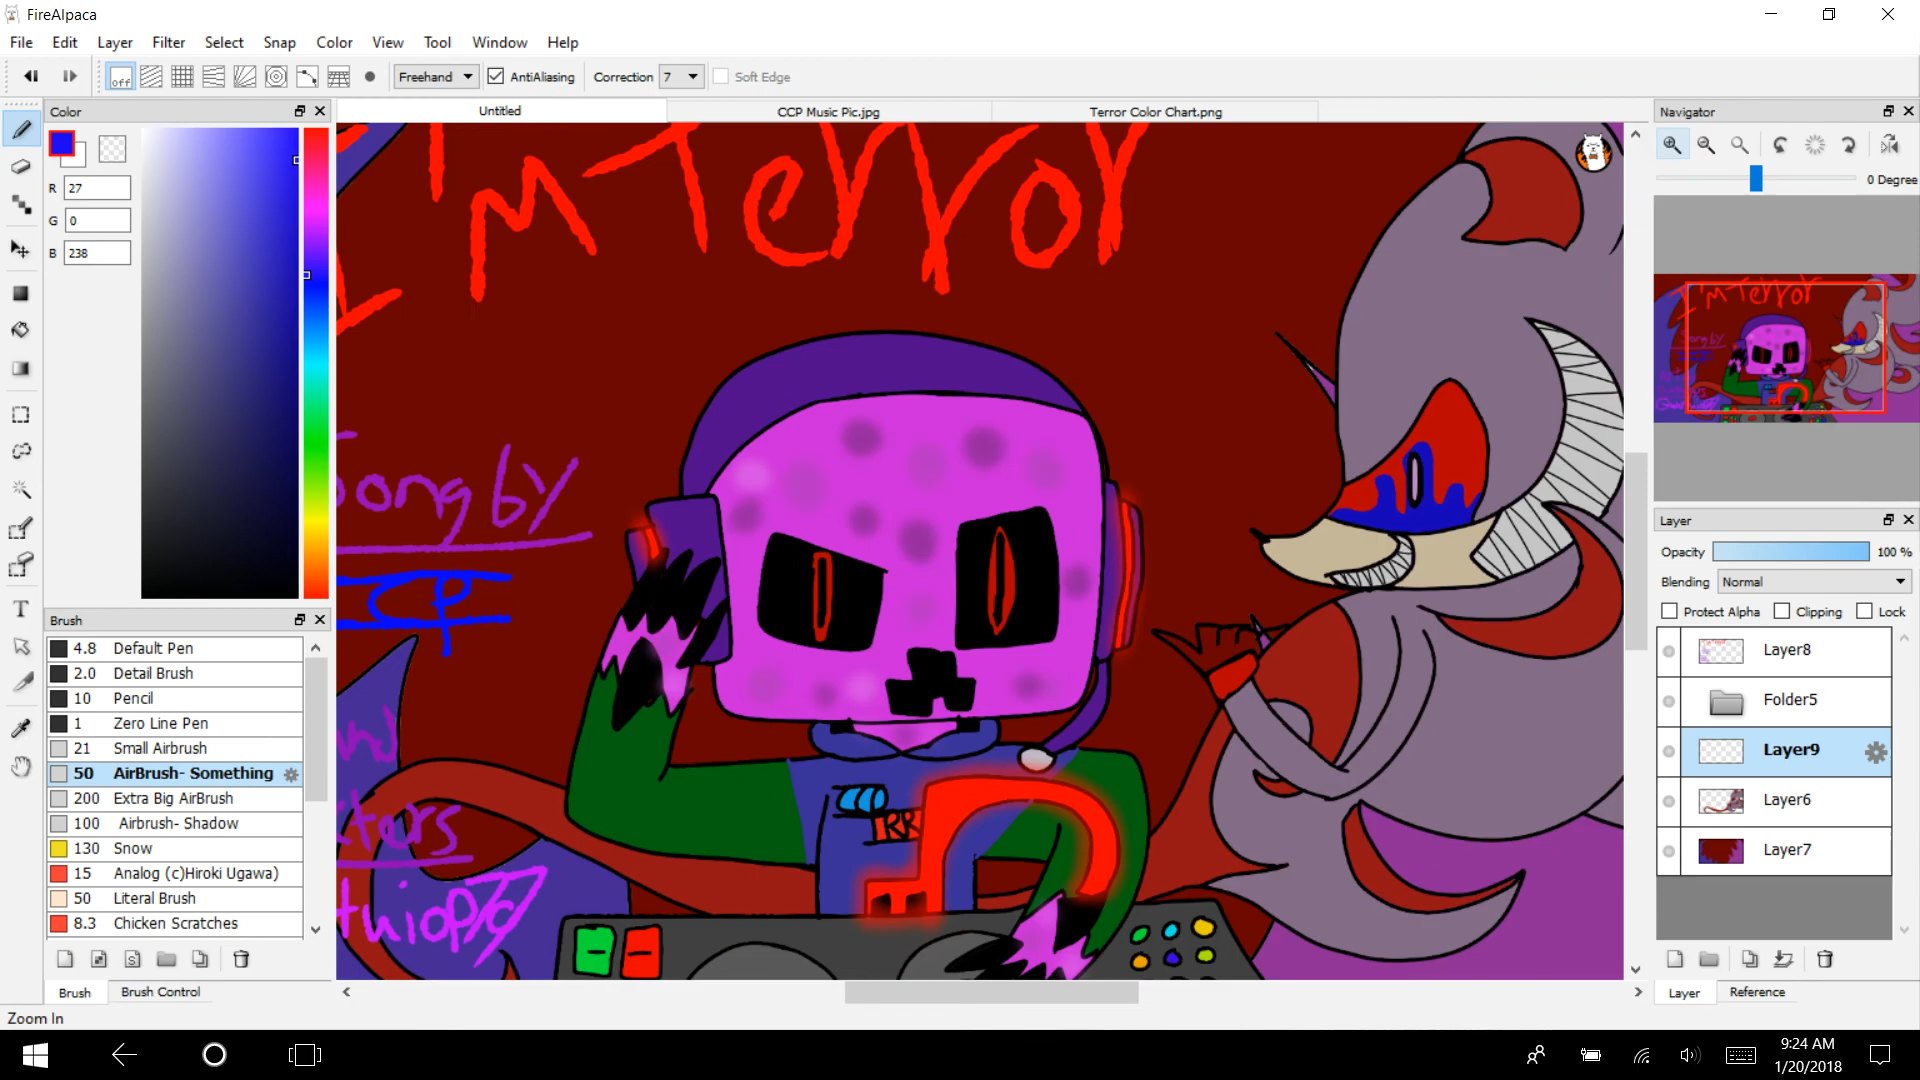 FireAlpaca
File Edit Layer Filter Select Snap Color View Tool Window Help
off Freehand AntiAliasing Correction 7 Soft Edge
Color
R 27
G 0
B 238
Brush
4.8 Default Pen
2.0 Detail Brush
10 Pencil
1 Zero Line Pen
21 Small Airbrush
50 AirBrush- Something
200 Extra Big AirBrush
100 Airbrush- Shadow
130 Snow
15 Analog (c)Hiroki Ugawa)
50 Literal Brush
8.3 Chicken Scratches
Brush Brush Control
Zoom In
Untitled CCP Music Pic.jpg Terror Color Chart.png
I'm Terror
Song by
Navigator
0 Degree
Layer
Opacity 100 %
Blending Normal
Protect Alpha Clipping Lock
Layer8
Folder5
Layer9
Layer6
Layer7
Layer Reference
9:24 AM
1/20/2018